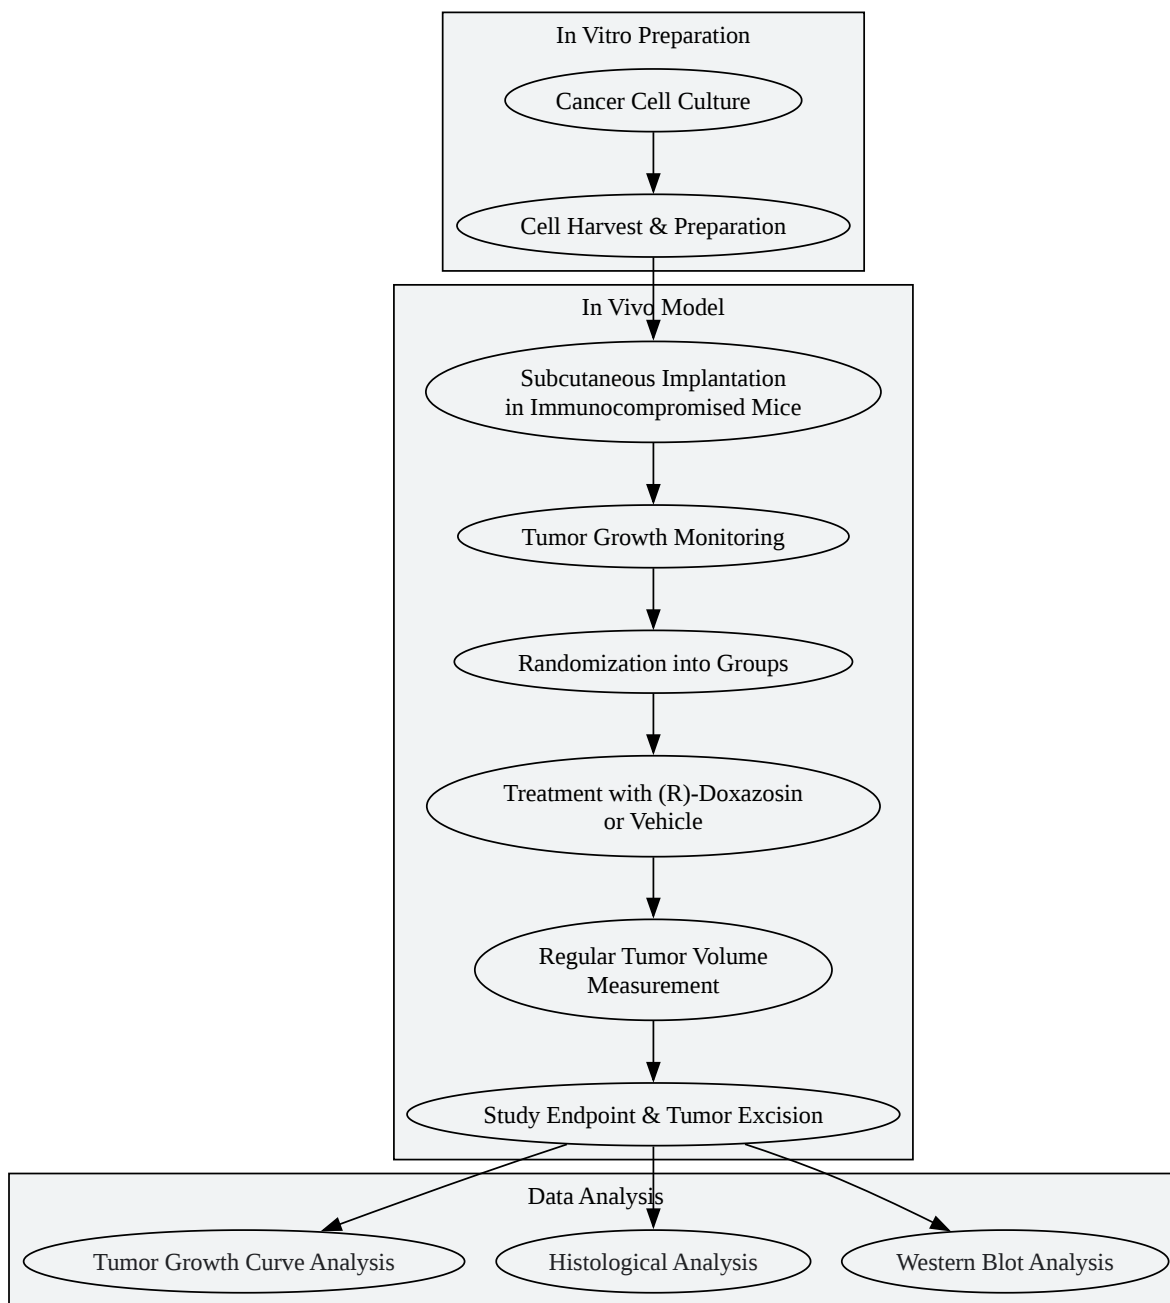 In Vitro Preparation
Cancer Cell Culture
Cell Harvest & Preparation
In Vivo Model
Subcutaneous Implantation
in Immunocompromised Mice
Tumor Growth Monitoring
Randomization into Groups
Treatment with (R)-Doxazosin
or Vehicle
Regular Tumor Volume
Measurement
Study Endpoint & Tumor Excision
Data Analysis
Tumor Growth Curve Analysis
Histological Analysis
Western Blot Analysis